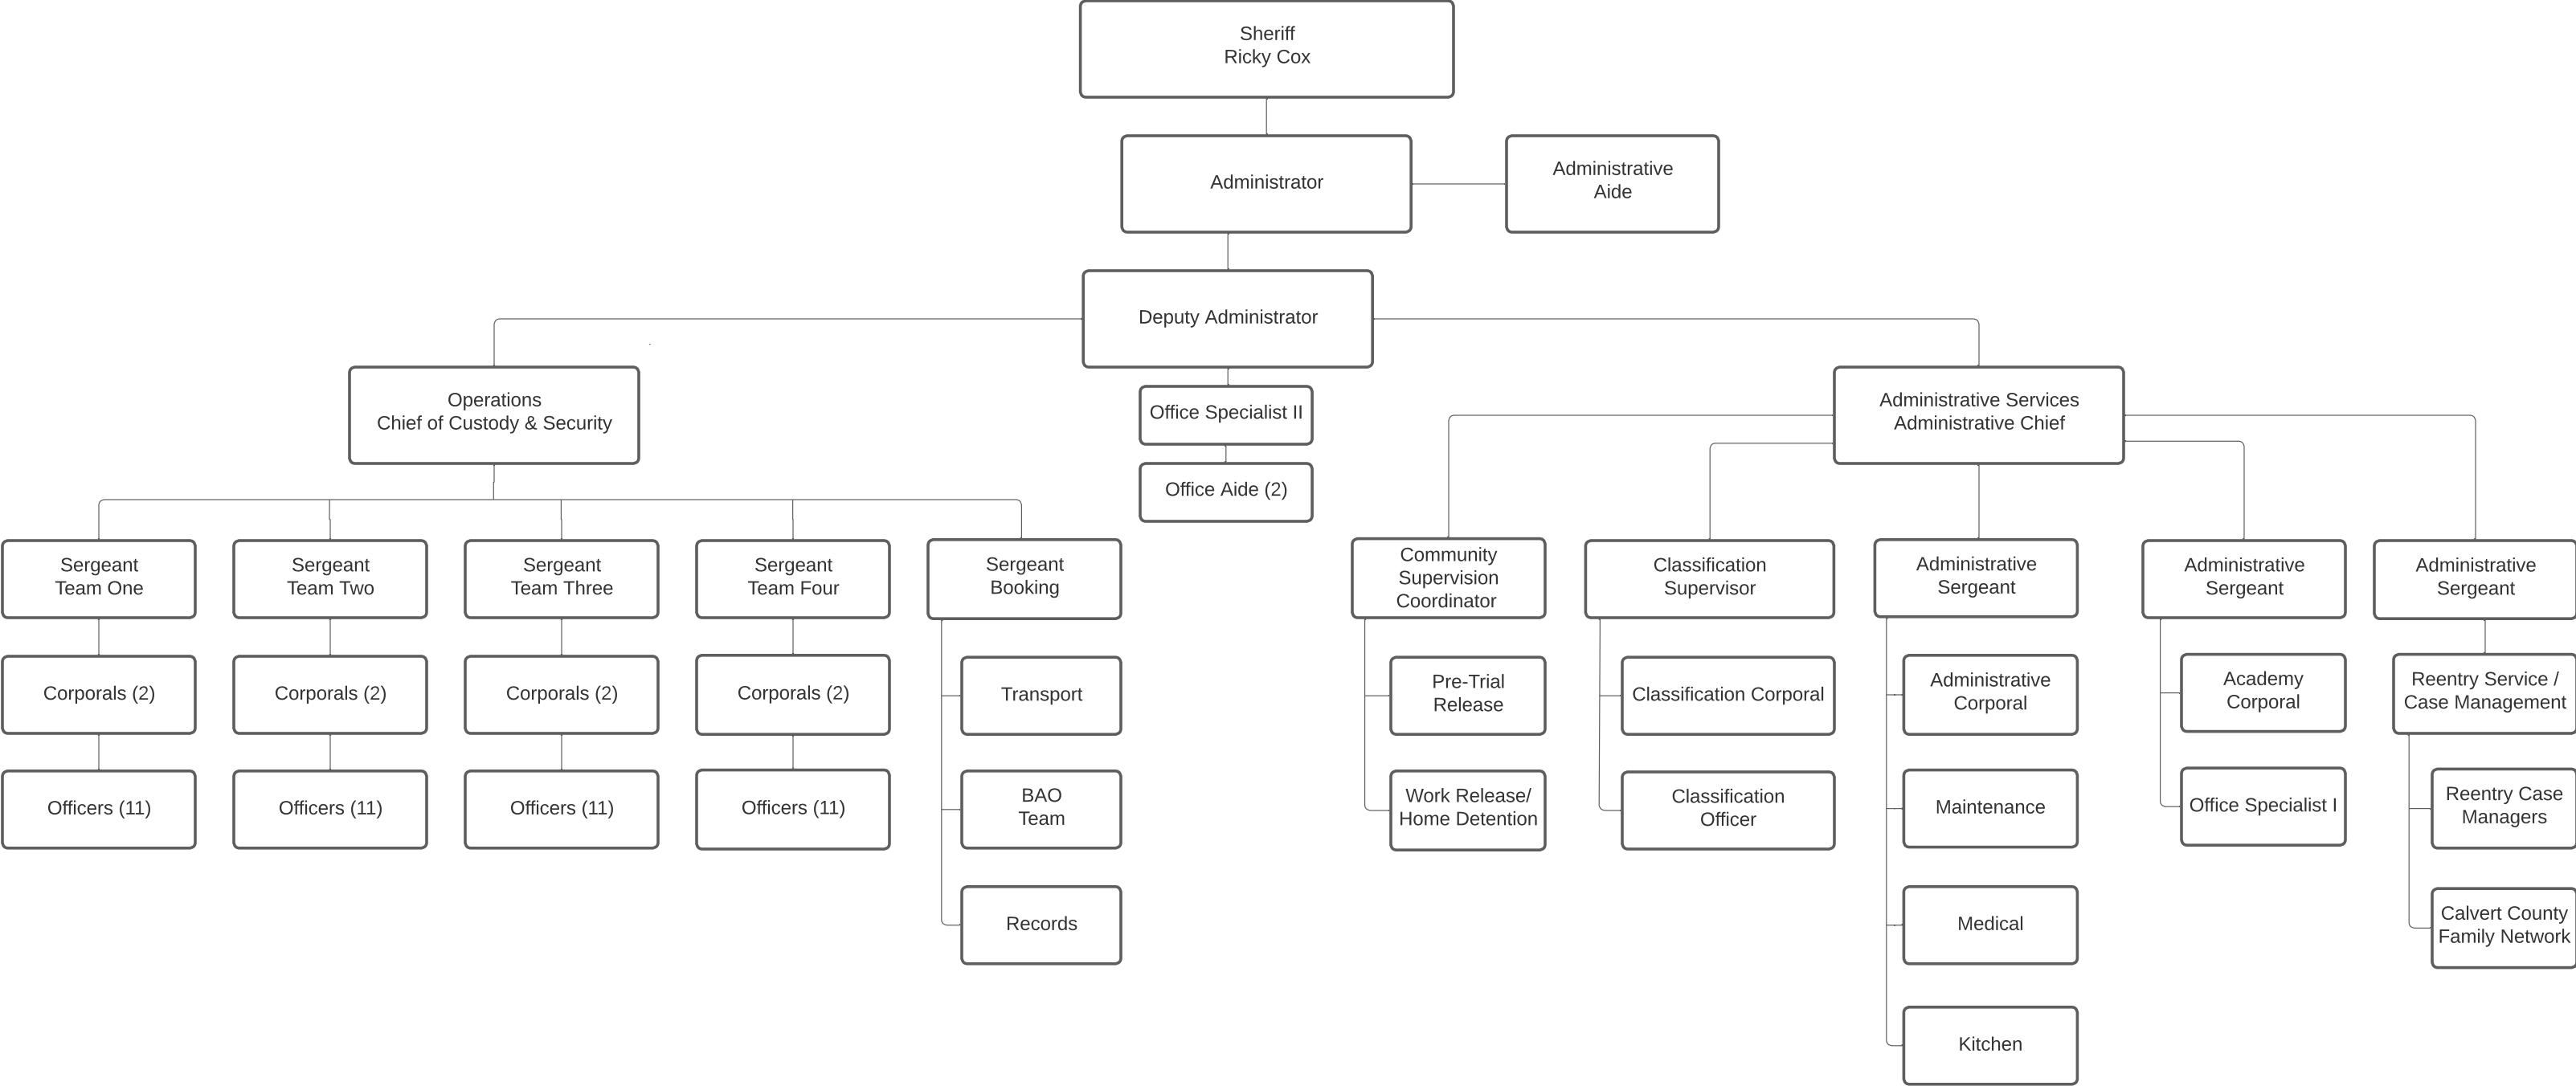 Sheriff
Ricky Cox
Administrator
Administrative
Aide
Deputy Administrator
Operations
Chief of Custody & Security
Office Specialist II
Office Aide (2)
Administrative Services
Administrative Chief
Sergeant
Team One
Sergeant
Team Two
Sergeant
Team Three
Sergeant
Team Four
Sergeant
Booking
Community
Supervision
Coordinator
Classification
Supervisor
Administrative
Sergeant
Administrative
Sergeant
Administrative
Sergeant
Corporals (2)
Corporals (2)
Corporals (2)
Corporals (2)
Transport
Pre-Trial
Release
Classification Corporal
Administrative
Corporal
Academy
Corporal
Reentry Service /
Case Management
Officers (11)
Officers (11)
Officers (11)
Officers (11)
BAO
Team
Work Release/
Home Detention
Classification
Officer
Maintenance
Office Specialist I
Reentry Case
Managers
Records
Medical
Calvert County
Family Network
Kitchen